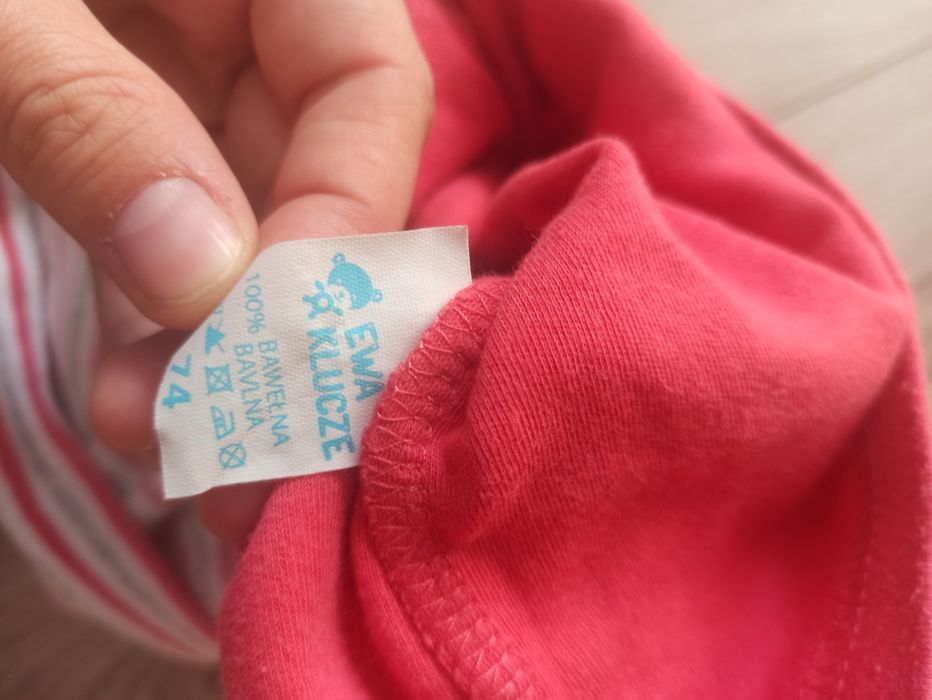 EWA
KLUCZE
100% BAWEŁNA
BAVLNA
74